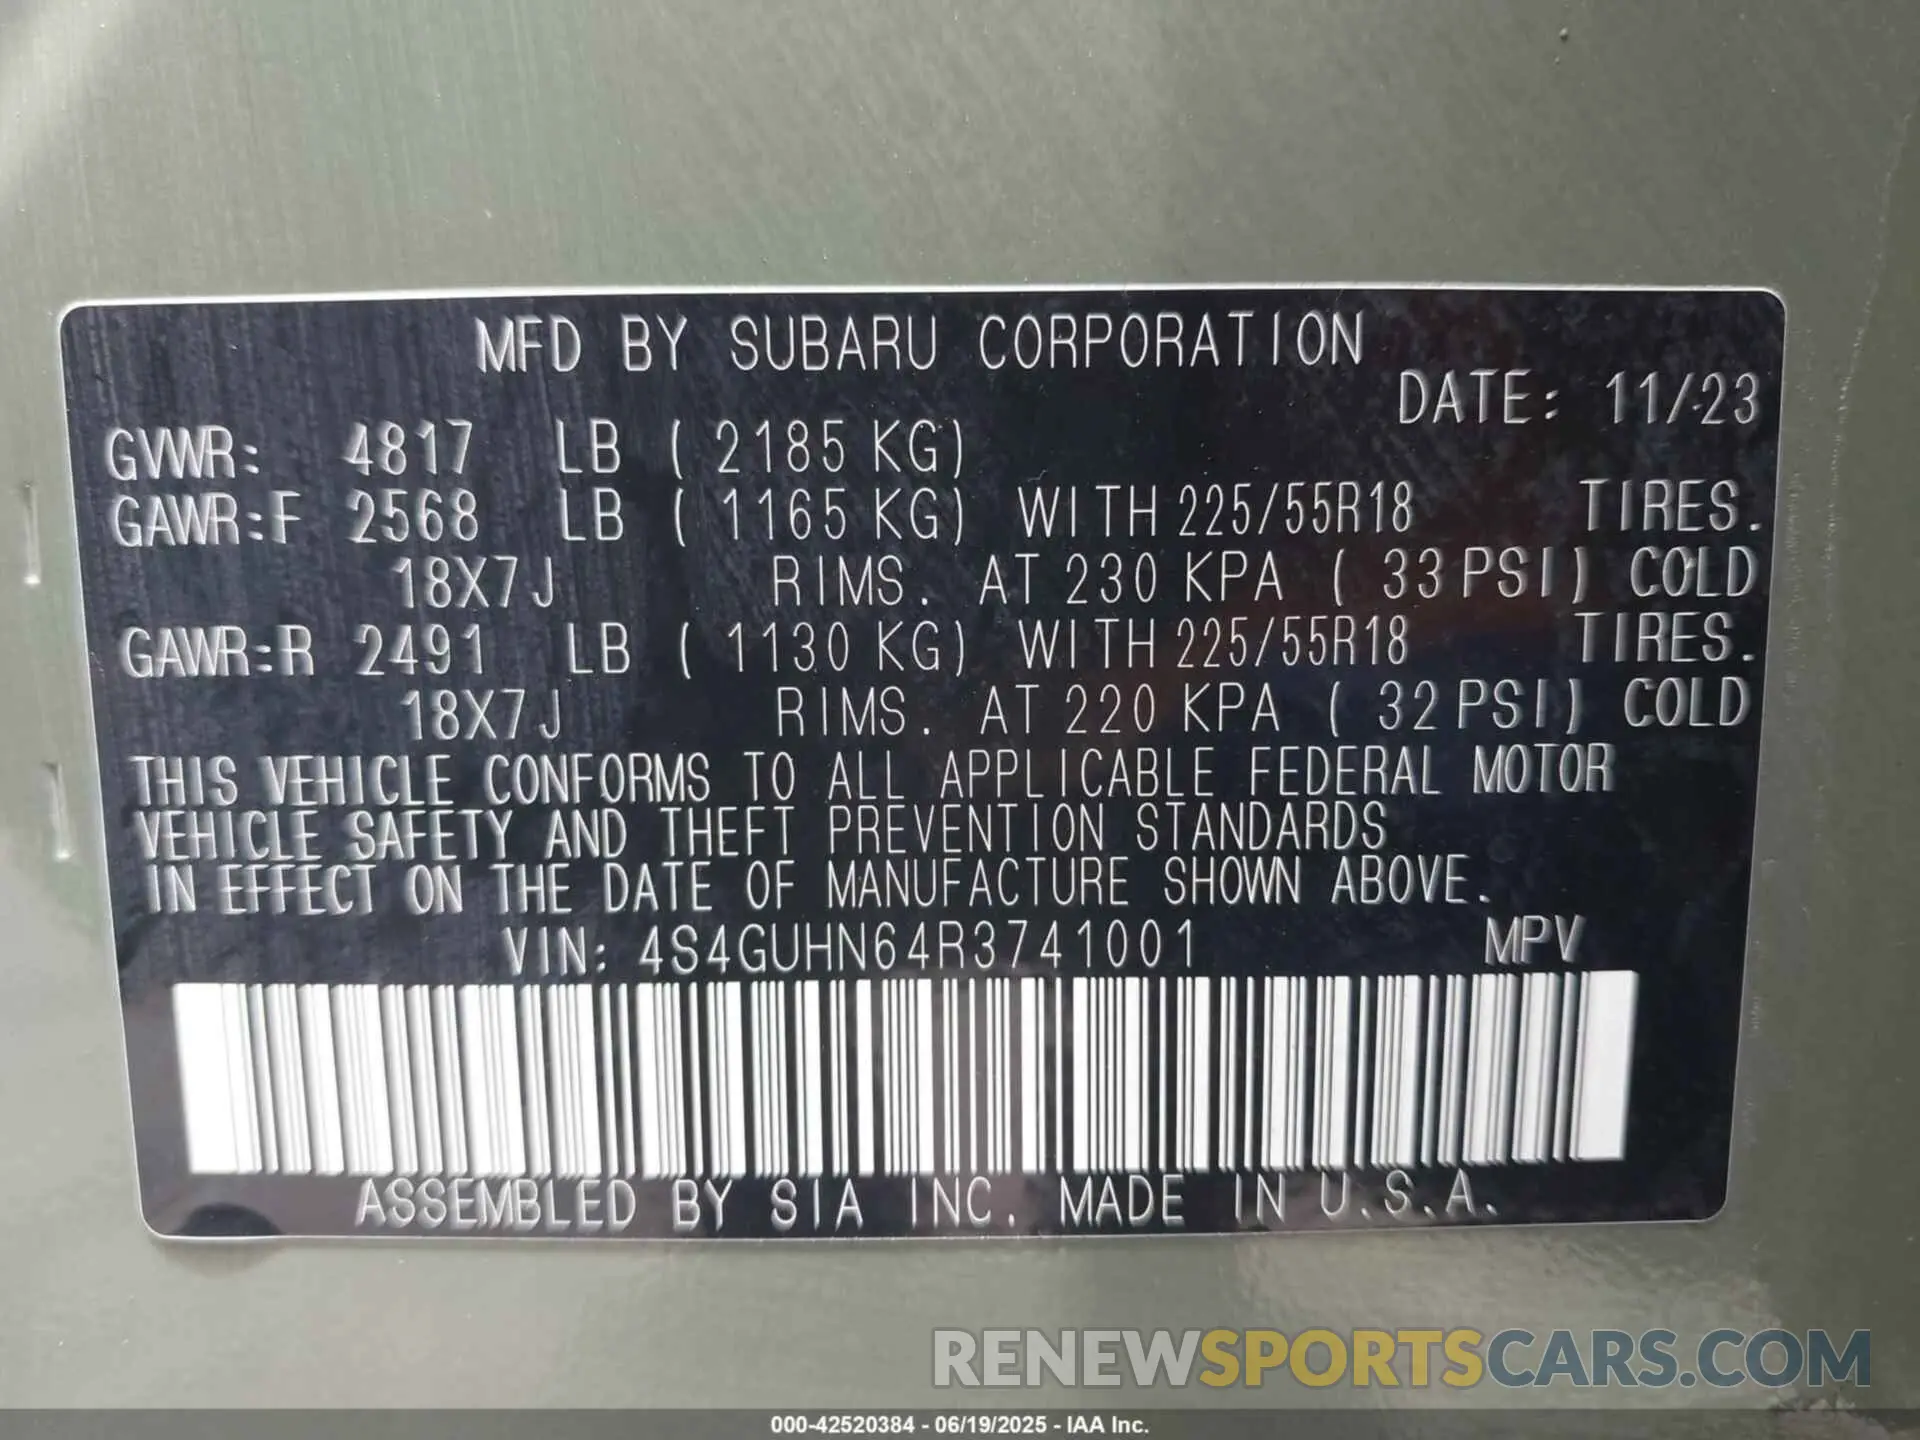 MFD BY SUBARU CORPORATION
DATE: 11/23
GVWR: 4817 LB ( 2185 KG)
GAWR:F 2568 LB ( 1165 KG) WITH 225/55R18 TIRES.
18X7J RIMS. AT 230 KPA ( 33 PSI) COLD
GAWR:R 2491 LB ( 1130 KG) WITH 225/55R18 TIRES.
18X7J RIMS. AT 220 KPA ( 32 PSI) COLD
THIS VEHICLE CONFORMS TO ALL APPLICABLE FEDERAL MOTOR
VEHICLE SAFETY AND THEFT PREVENTION STANDARDS
IN EFFECT ON THE DATE OF MANUFACTURE SHOWN ABOVE.
VIN: 4S4GUHN64R3741001 MPV
ASSEMBLED BY SIA INC. MADE IN U.S.A.
RENEWSPORTSCARS.COM
000-42520384 - 06/19/2025 - IAA Inc.